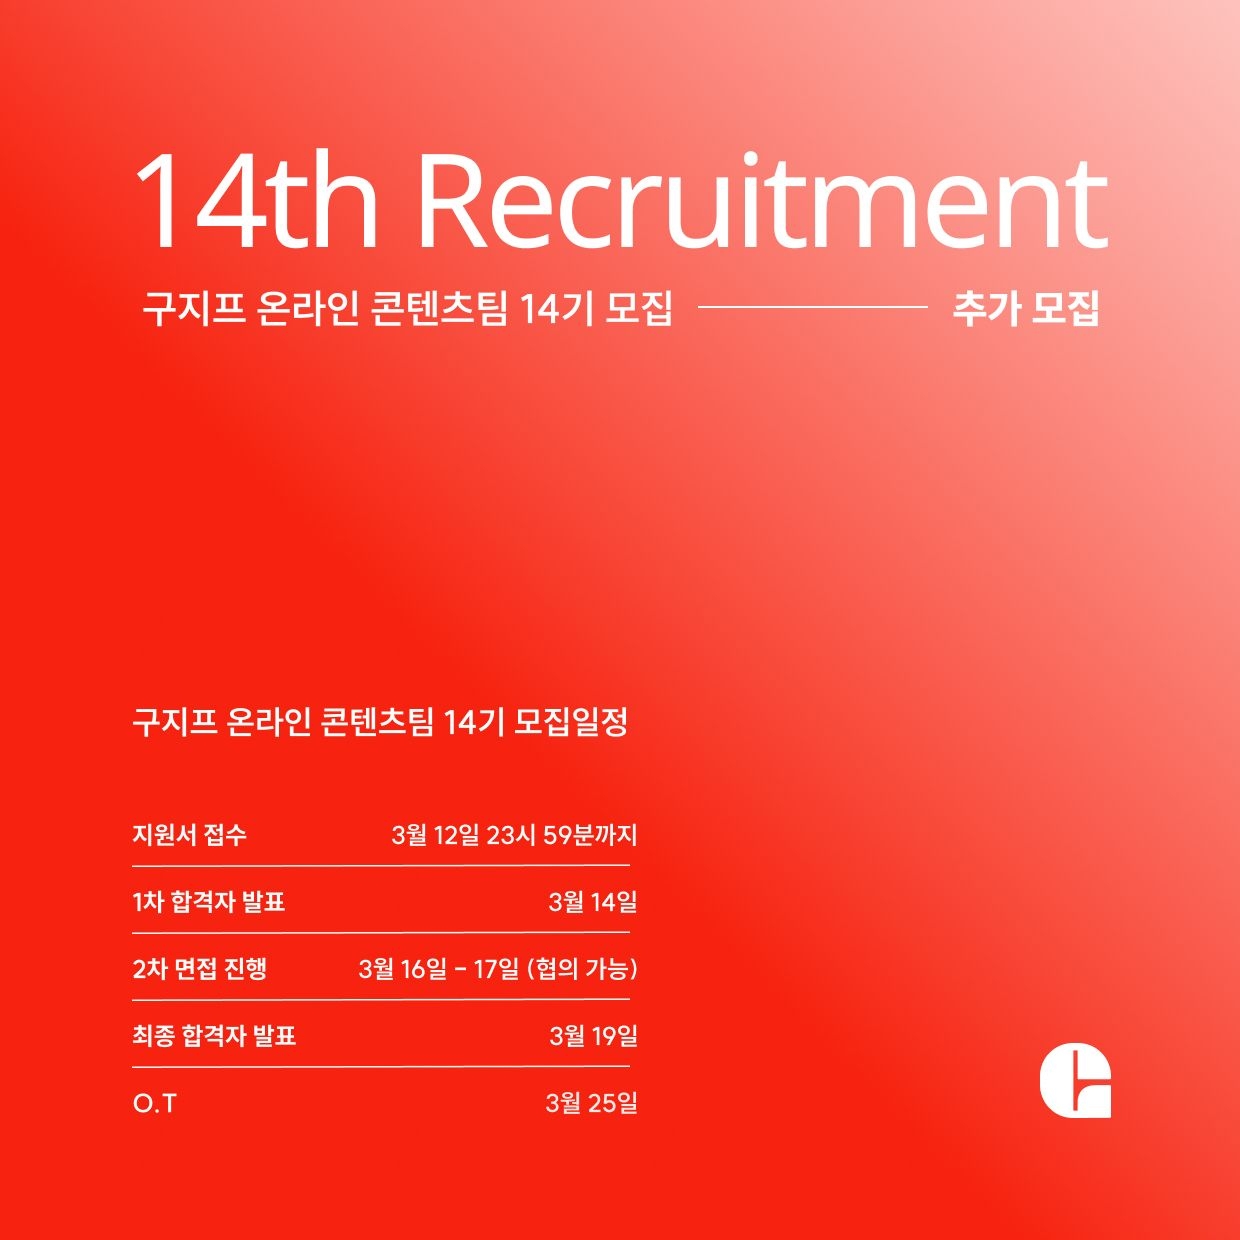 14th Recruitment
구지프 온라인 콘텐츠팀 14기 모집 추가 모집
구지프 온라인 콘텐츠팀 14기 모집일정
지원서 접수 3월 12일 23시 59분까지
1차 합격자 발표 3월 14일
2차 면접 진행 3월 16일 - 17일 (협의 가능)
최종 합격자 발표 3월 19일
O.T 3월 25일